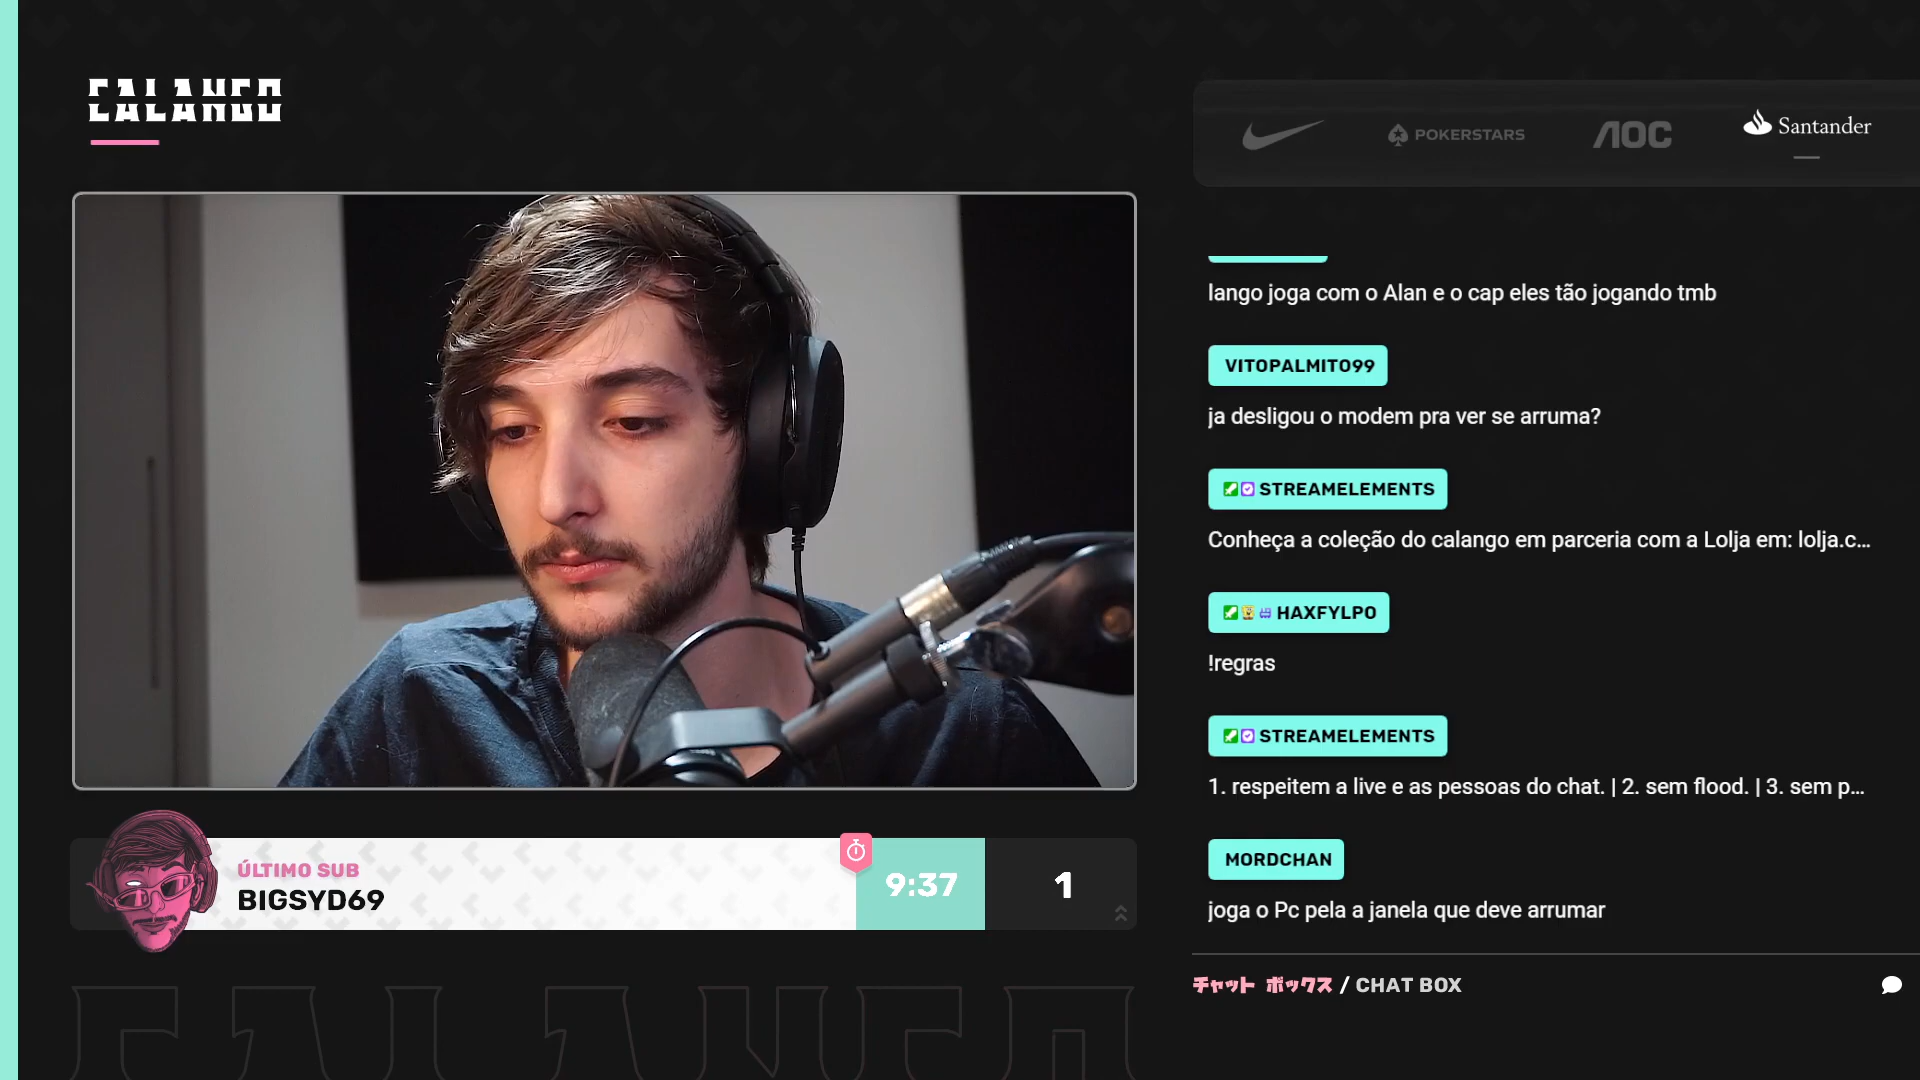 CALANGO
POKERSTARS
AOC
Santander
lango joga com o Alan e o cap eles tão jogando tmb
VITOPALMITO99
ja desligou o modem pra ver se arruma?
STREAMELEMENTS
Conheça a coleção do calango em parceria com a Lolja em: lolja.c...
HAXFYLPO
!regras
STREAMELEMENTS
1. respeitem a live e as pessoas do chat. | 2. sem flood. | 3. sem p...
MORDCHAN
joga o Pc pela a janela que deve arrumar
ÚLTIMO SUB
BIGSYD69
9:37
1
チャット ボックス / CHAT BOX
CALANGO